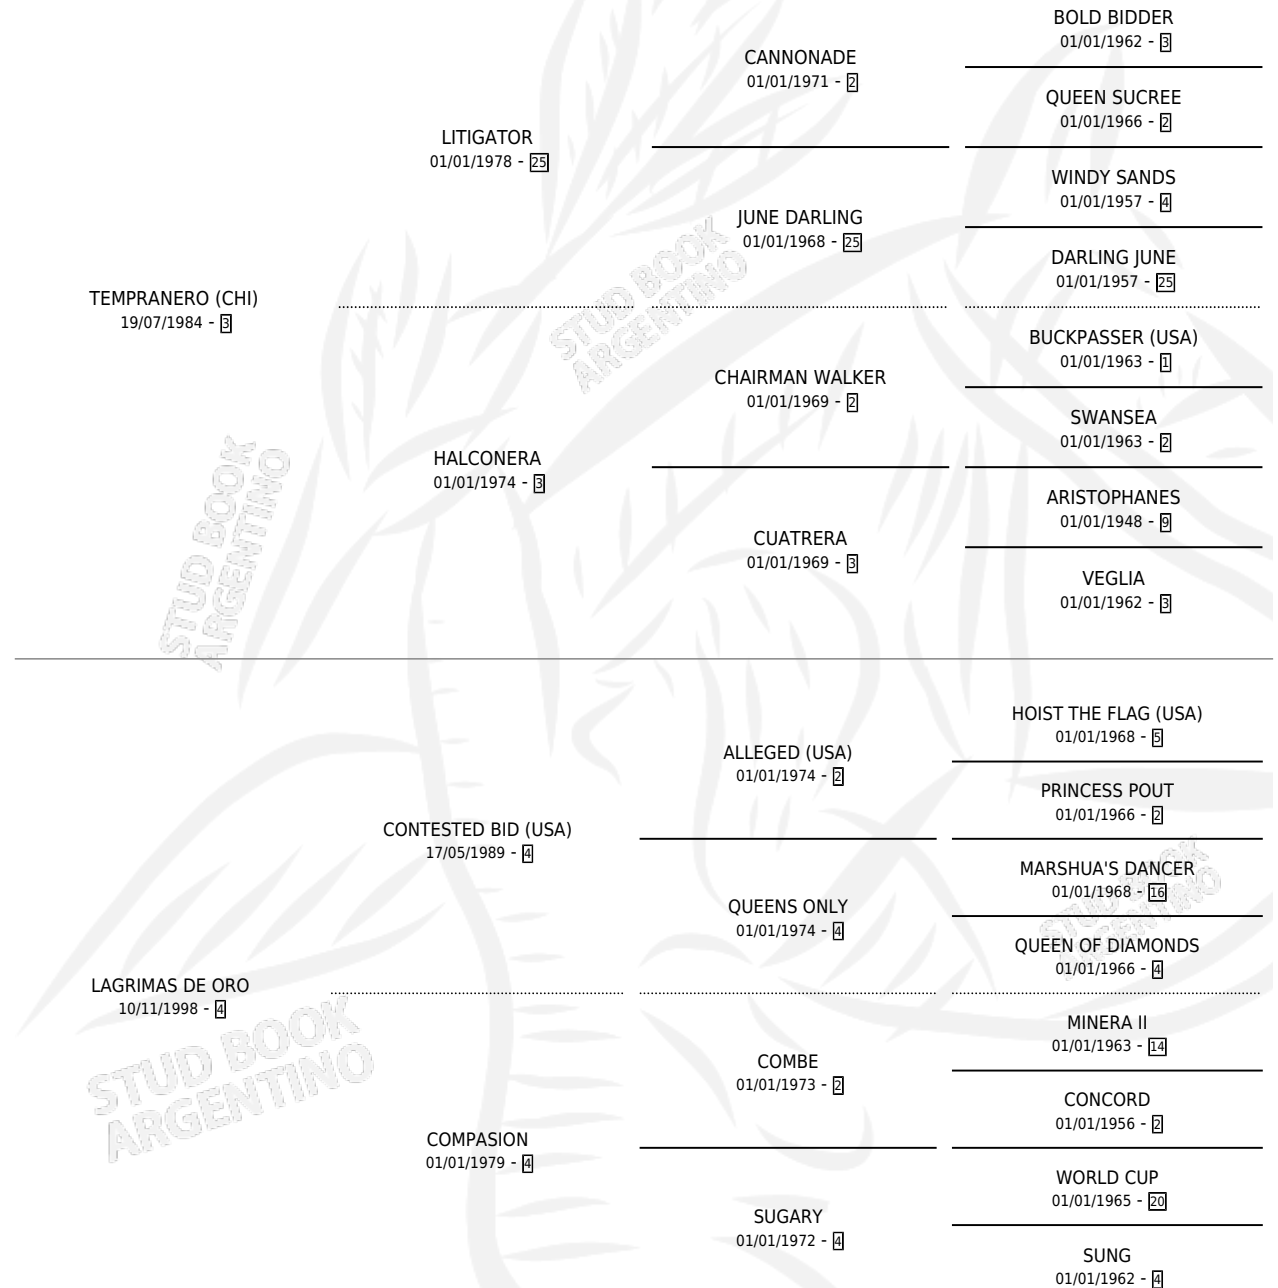 BOLD BIDDER
01/01/1962 - 3
CANNONADE
01/01/1971 - 2
QUEEN SUCREE
01/01/1966 - 2
LITIGATOR
01/01/1978 - 25
WINDY SANDS
01/01/1957 - 4
JUNE DARLING
01/01/1968 - 25
DARLING JUNE
01/01/1957 - 25
TEMPRANERO (CHI)
19/07/1984 - 3
BUCKPASSER (USA)
01/01/1963 - 1
CHAIRMAN WALKER
01/01/1969 - 2
SWANSEA
01/01/1963 - 2
HALCONERA
01/01/1974 - 3
ARISTOPHANES
01/01/1948 - 9
CUATRERA
01/01/1969 - 3
VEGLIA
01/01/1962 - 3
STUD BOOK
ARGENTINO
STUD BOOK
ARGENTINO
HOIST THE FLAG (USA)
01/01/1968 - 5
ALLEGED (USA)
01/01/1974 - 2
PRINCESS POUT
01/01/1966 - 2
CONTESTED BID (USA)
17/05/1989 - 4
MARSHUA'S DANCER
01/01/1968 - 16
QUEENS ONLY
01/01/1974 - 4
QUEEN OF DIAMONDS
01/01/1966 - 4
LAGRIMAS DE ORO
10/11/1998 - 4
MINERA II
01/01/1963 - 14
COMBE
01/01/1973 - 2
CONCORD
01/01/1956 - 2
COMPASION
01/01/1979 - 4
WORLD CUP
01/01/1965 - 20
SUGARY
01/01/1972 - 4
SUNG
01/01/1962 - 4
STUD BOOK
ARGENTINO
STUD BOOK
ARGENTINO